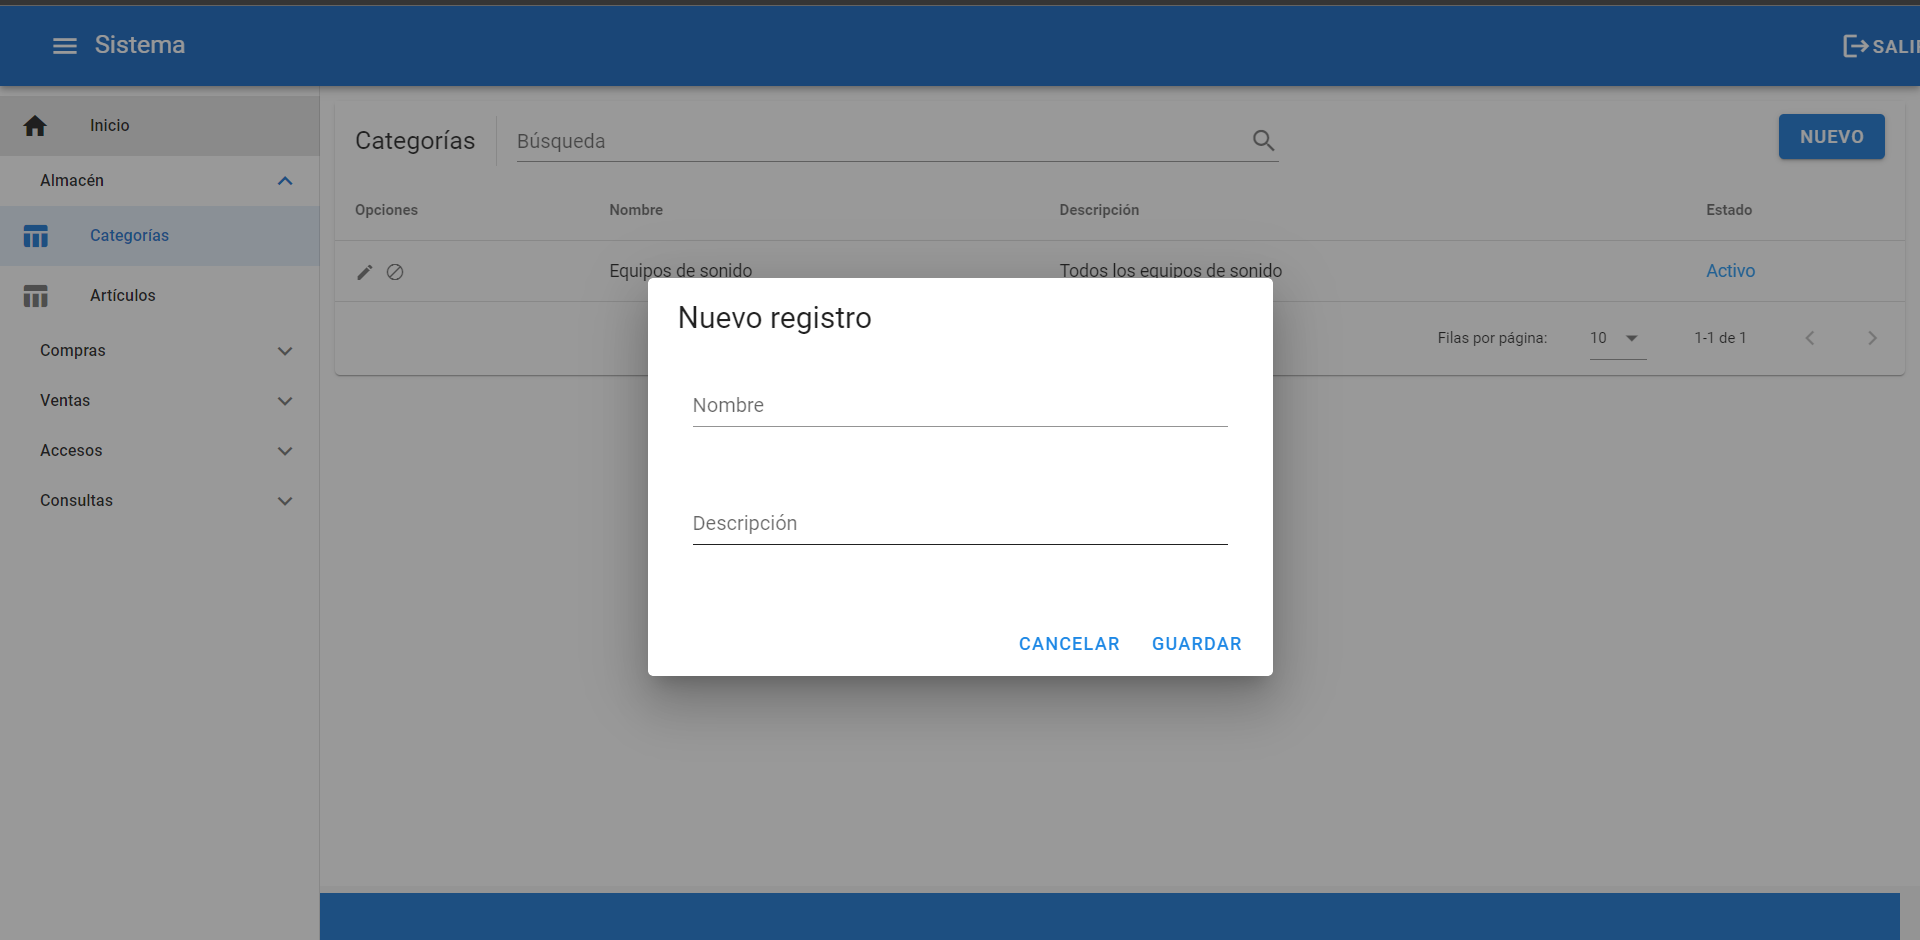 Sistema
SALI
Inicio
Almacén
Categorías
Artículos
Compras
Ventas
Accesos
Consultas
Categorías
Búsqueda
NUEVO
Opciones Nombre Descripción Estado
Equipos de sonido Todos los equipos de sonido Activo
Filas por página: 10 1-1 de 1
Nuevo registro
Nombre
Descripción
CANCELAR GUARDAR